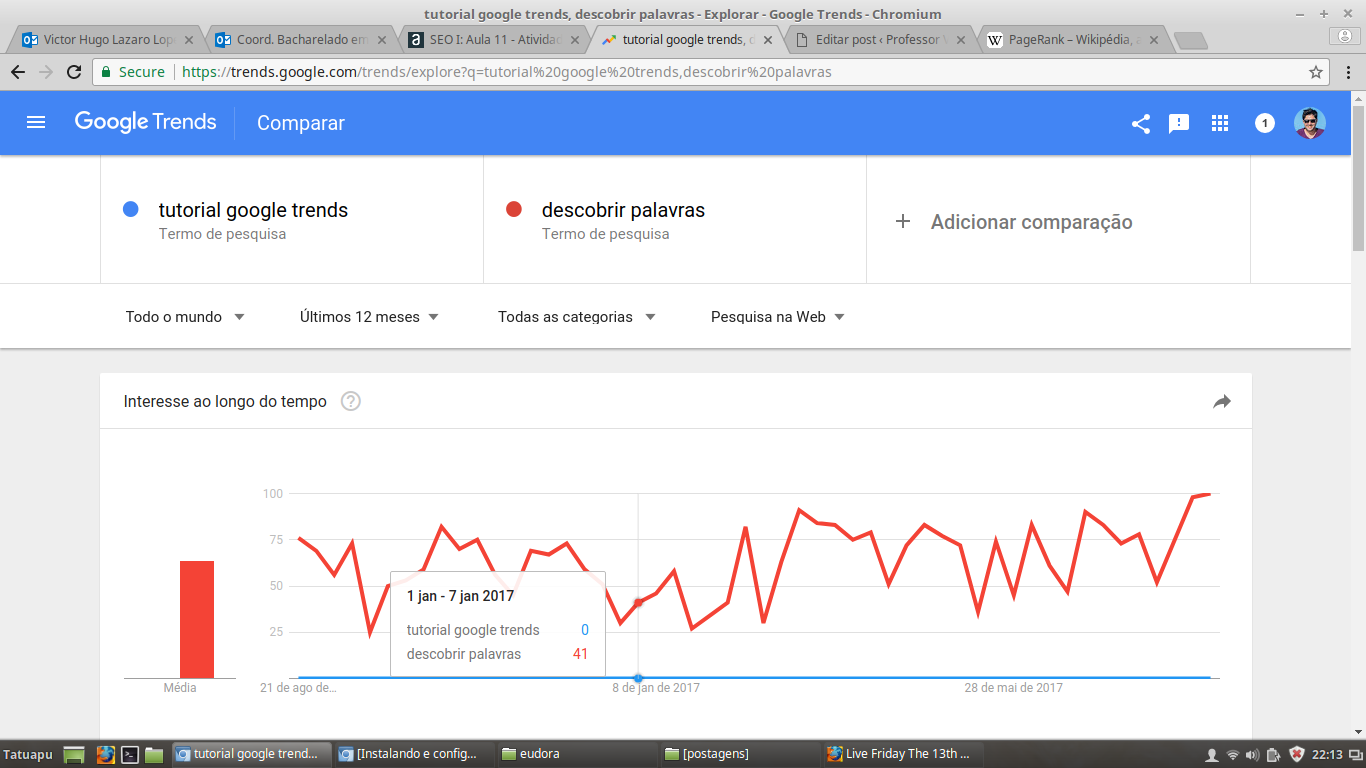 tutorial google trends, descobrir palavras - Explorar - Google Trends - Chromium
Victor Hugo Lazaro Lop
Coord. Bacharelado em
SEO I: Aula 11 - Atividad
tutorial google trends, d
Editar post ‹ Professor V
PageRank – Wikipédia, a
Secure
https://trends.google.com/trends/explore?q=tutorial%20google%20trends,descobrir%20palavras
Google Trends
Comparar
1
tutorial google trends
Termo de pesquisa
descobrir palavras
Termo de pesquisa
+ Adicionar comparação
Todo o mundo
Últimos 12 meses
Todas as categorias
Pesquisa na Web
Interesse ao longo do tempo ?
100
75
50
25
1 jan - 7 jan 2017
tutorial google trends 0
descobrir palavras 41
Média
21 de ago de...
8 de jan de 2017
28 de mai de 2017
Tatuapu
tutorial google trend...
[Instalando e config...
eudora
[postagens]
Live Friday The 13th ...
22:13